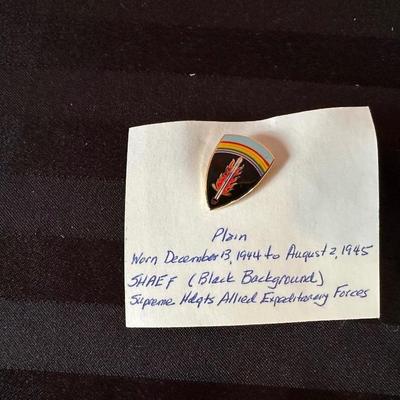 Plain
Worn December 13, 1944 to August 2, 1945
SHAEF (Black Background)
Supreme Hdqts Allied Expeditionary Forces